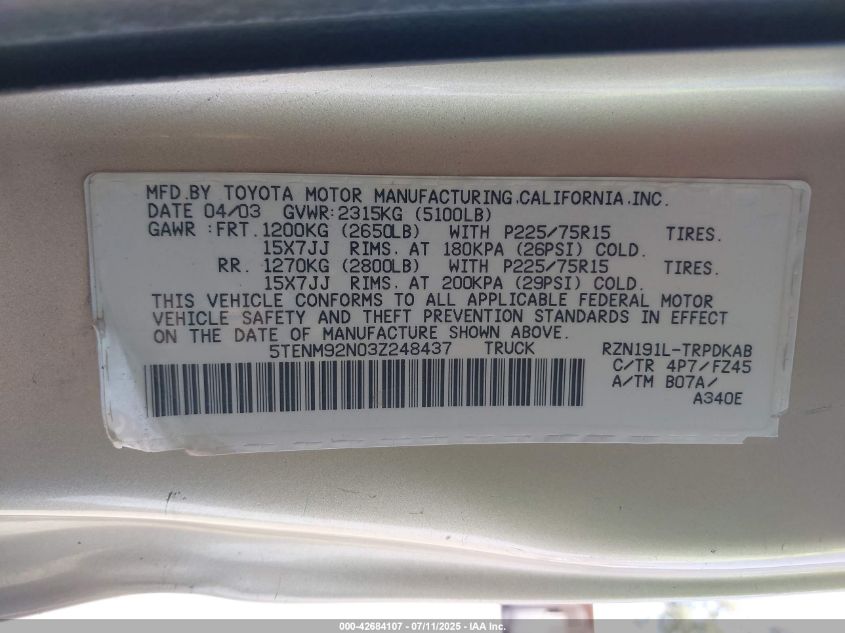 MFD.BY TOYOTA MOTOR MANUFACTURING.CALIFORNIA.INC.
DATE 04/03 GVWR:2315KG (5100LB)
GAWR :FRT. 1200KG (2650LB) WITH P225/75R15 TIRES.
15X7JJ RIMS. AT 180KPA (26PSI) COLD.
RR. 1270KG (2800LB) WITH P225/75R15 TIRES.
15X7JJ RIMS. AT 200KPA (29PSI) COLD.
THIS VEHICLE CONFORMS TO ALL APPLICABLE FEDERAL MOTOR
VEHICLE SAFETY AND THEFT PREVENTION STANDARDS IN EFFECT
ON THE DATE OF MANUFACTURE SHOWN ABOVE.
5TENM92N03Z248437 TRUCK RZN191L-TRPDKAB
C/TR 4P7/FZ45
A/TM B07A/
A340E
000-42684107 - 07/11/2025 - IAA Inc.